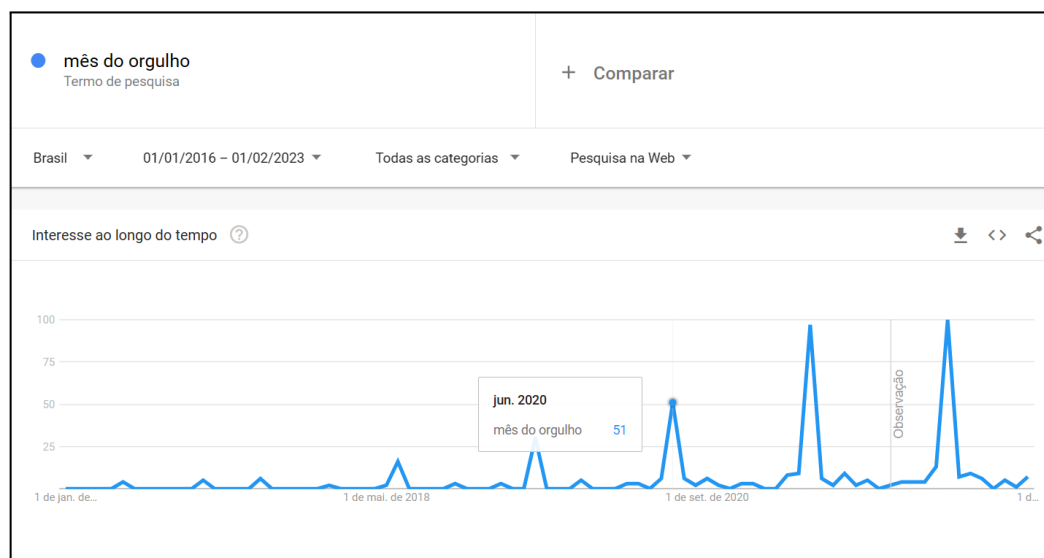 mês do orgulho
Termo de pesquisa
+ Comparar
Brasil
01/01/2016 – 01/02/2023
Todas as categorias
Pesquisa na Web
Interesse ao longo do tempo ?
100
75
50
25
jun. 2020
mês do orgulho 51
Observação
1 de jan. de...
1 de mai. de 2018
1 de set. de 2020
1 d...